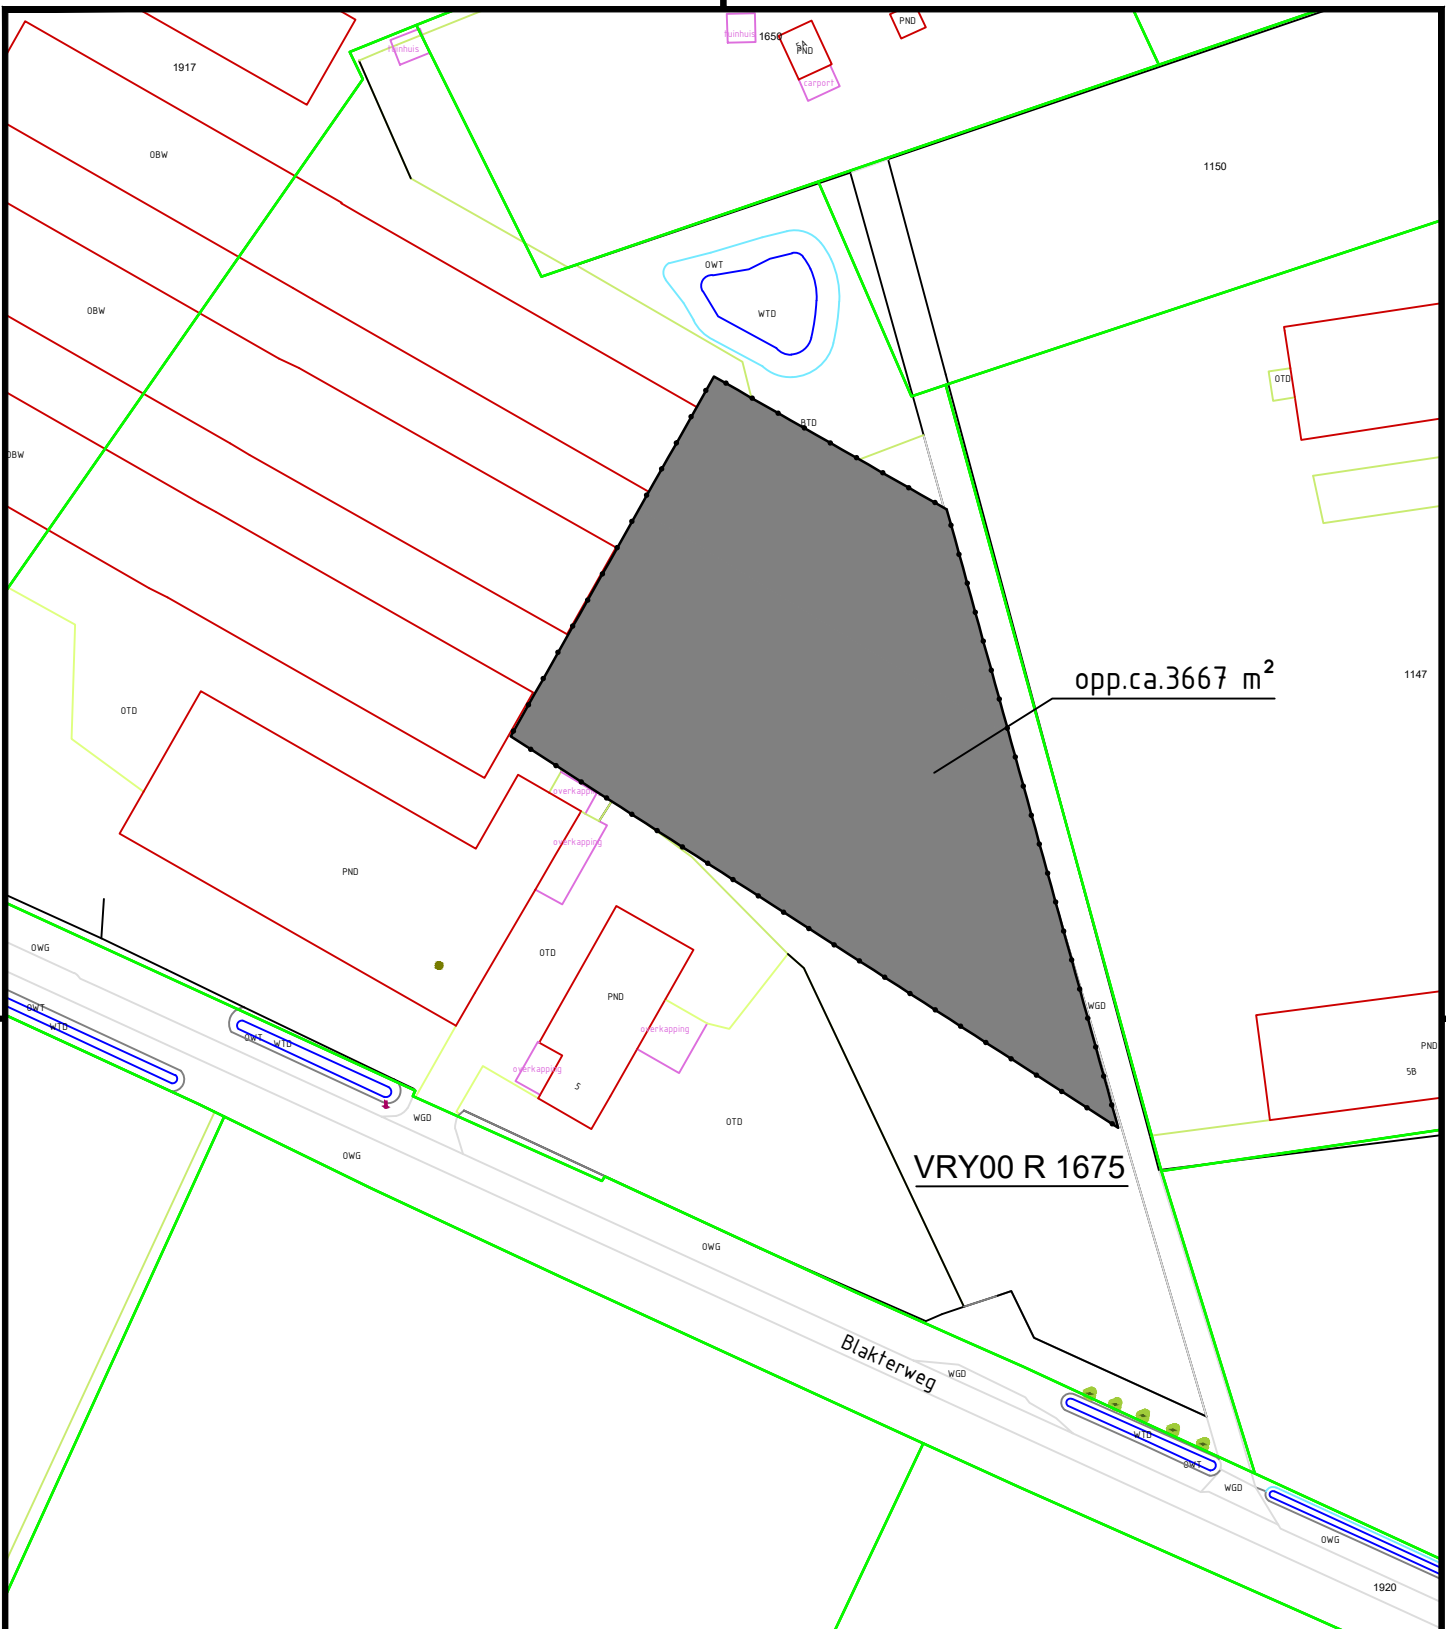 tuinhuis
tuinhuis
1650
5A
PND
PND
carport
1917
OBW
1150
OWT
WTD
OBW
OTD
BTD
OBW
opp.ca.3667 m²
1147
OTD
overkapping
overkapping
PND
OWG
OTD
PND
OWT
WTD
OWT
WTD
overkapping
WGD
PND
overkapping
5
5B
WGD
OTD
OWG
VRY00 R 1675
OWG
Blakterweg
WGD
WTD
OWT
WGD
OWG
1920